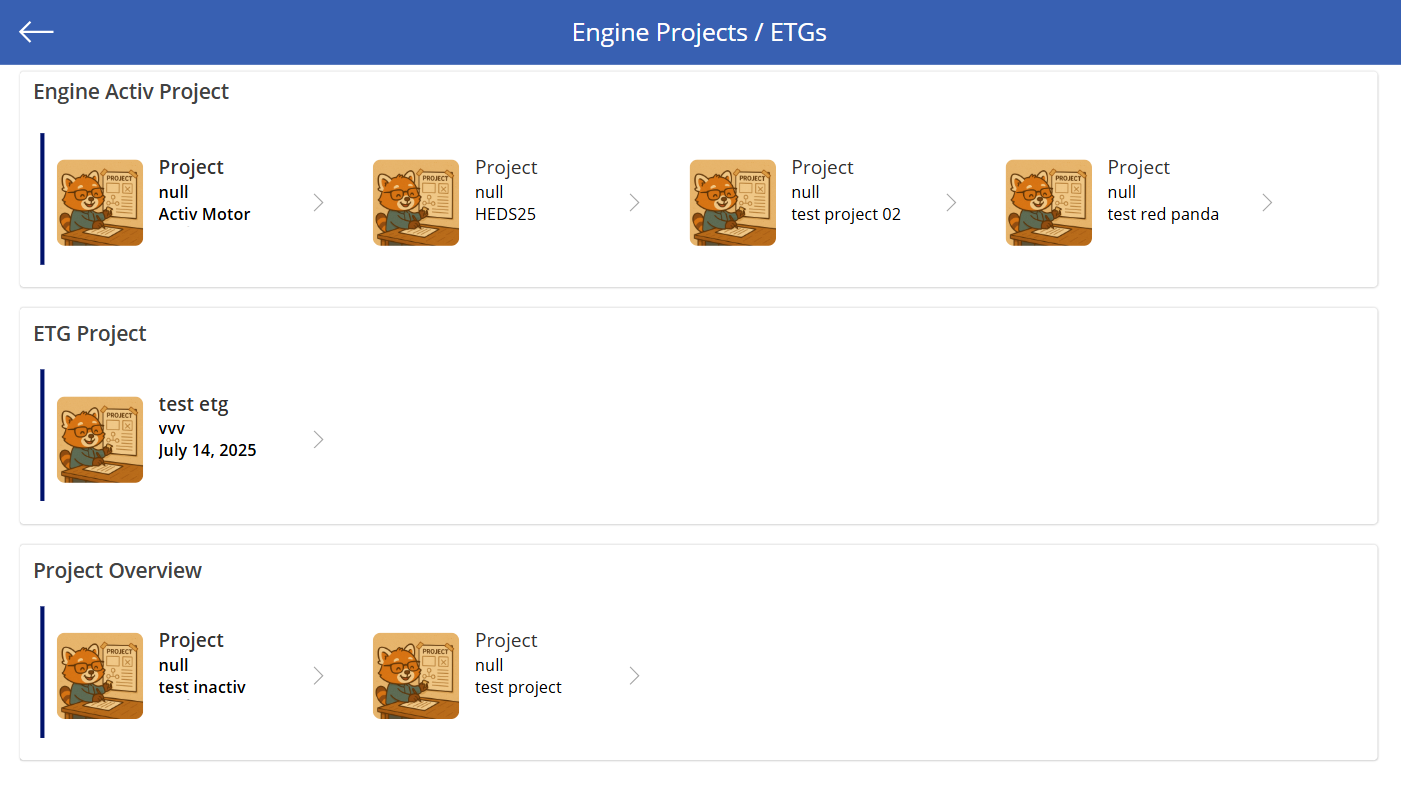 Engine Projects / ETGs
Engine Activ Project
PROJECT
Project
null
Activ Motor
PROJECT
Project
null
HEDS25
PROJECT
Project
null
test project 02
PROJECT
Project
null
test red panda
ETG Project
PROJECT
test etg
vvv
July 14, 2025
Project Overview
PROJECT
Project
null
test inactiv
PROJECT
Project
null
test project